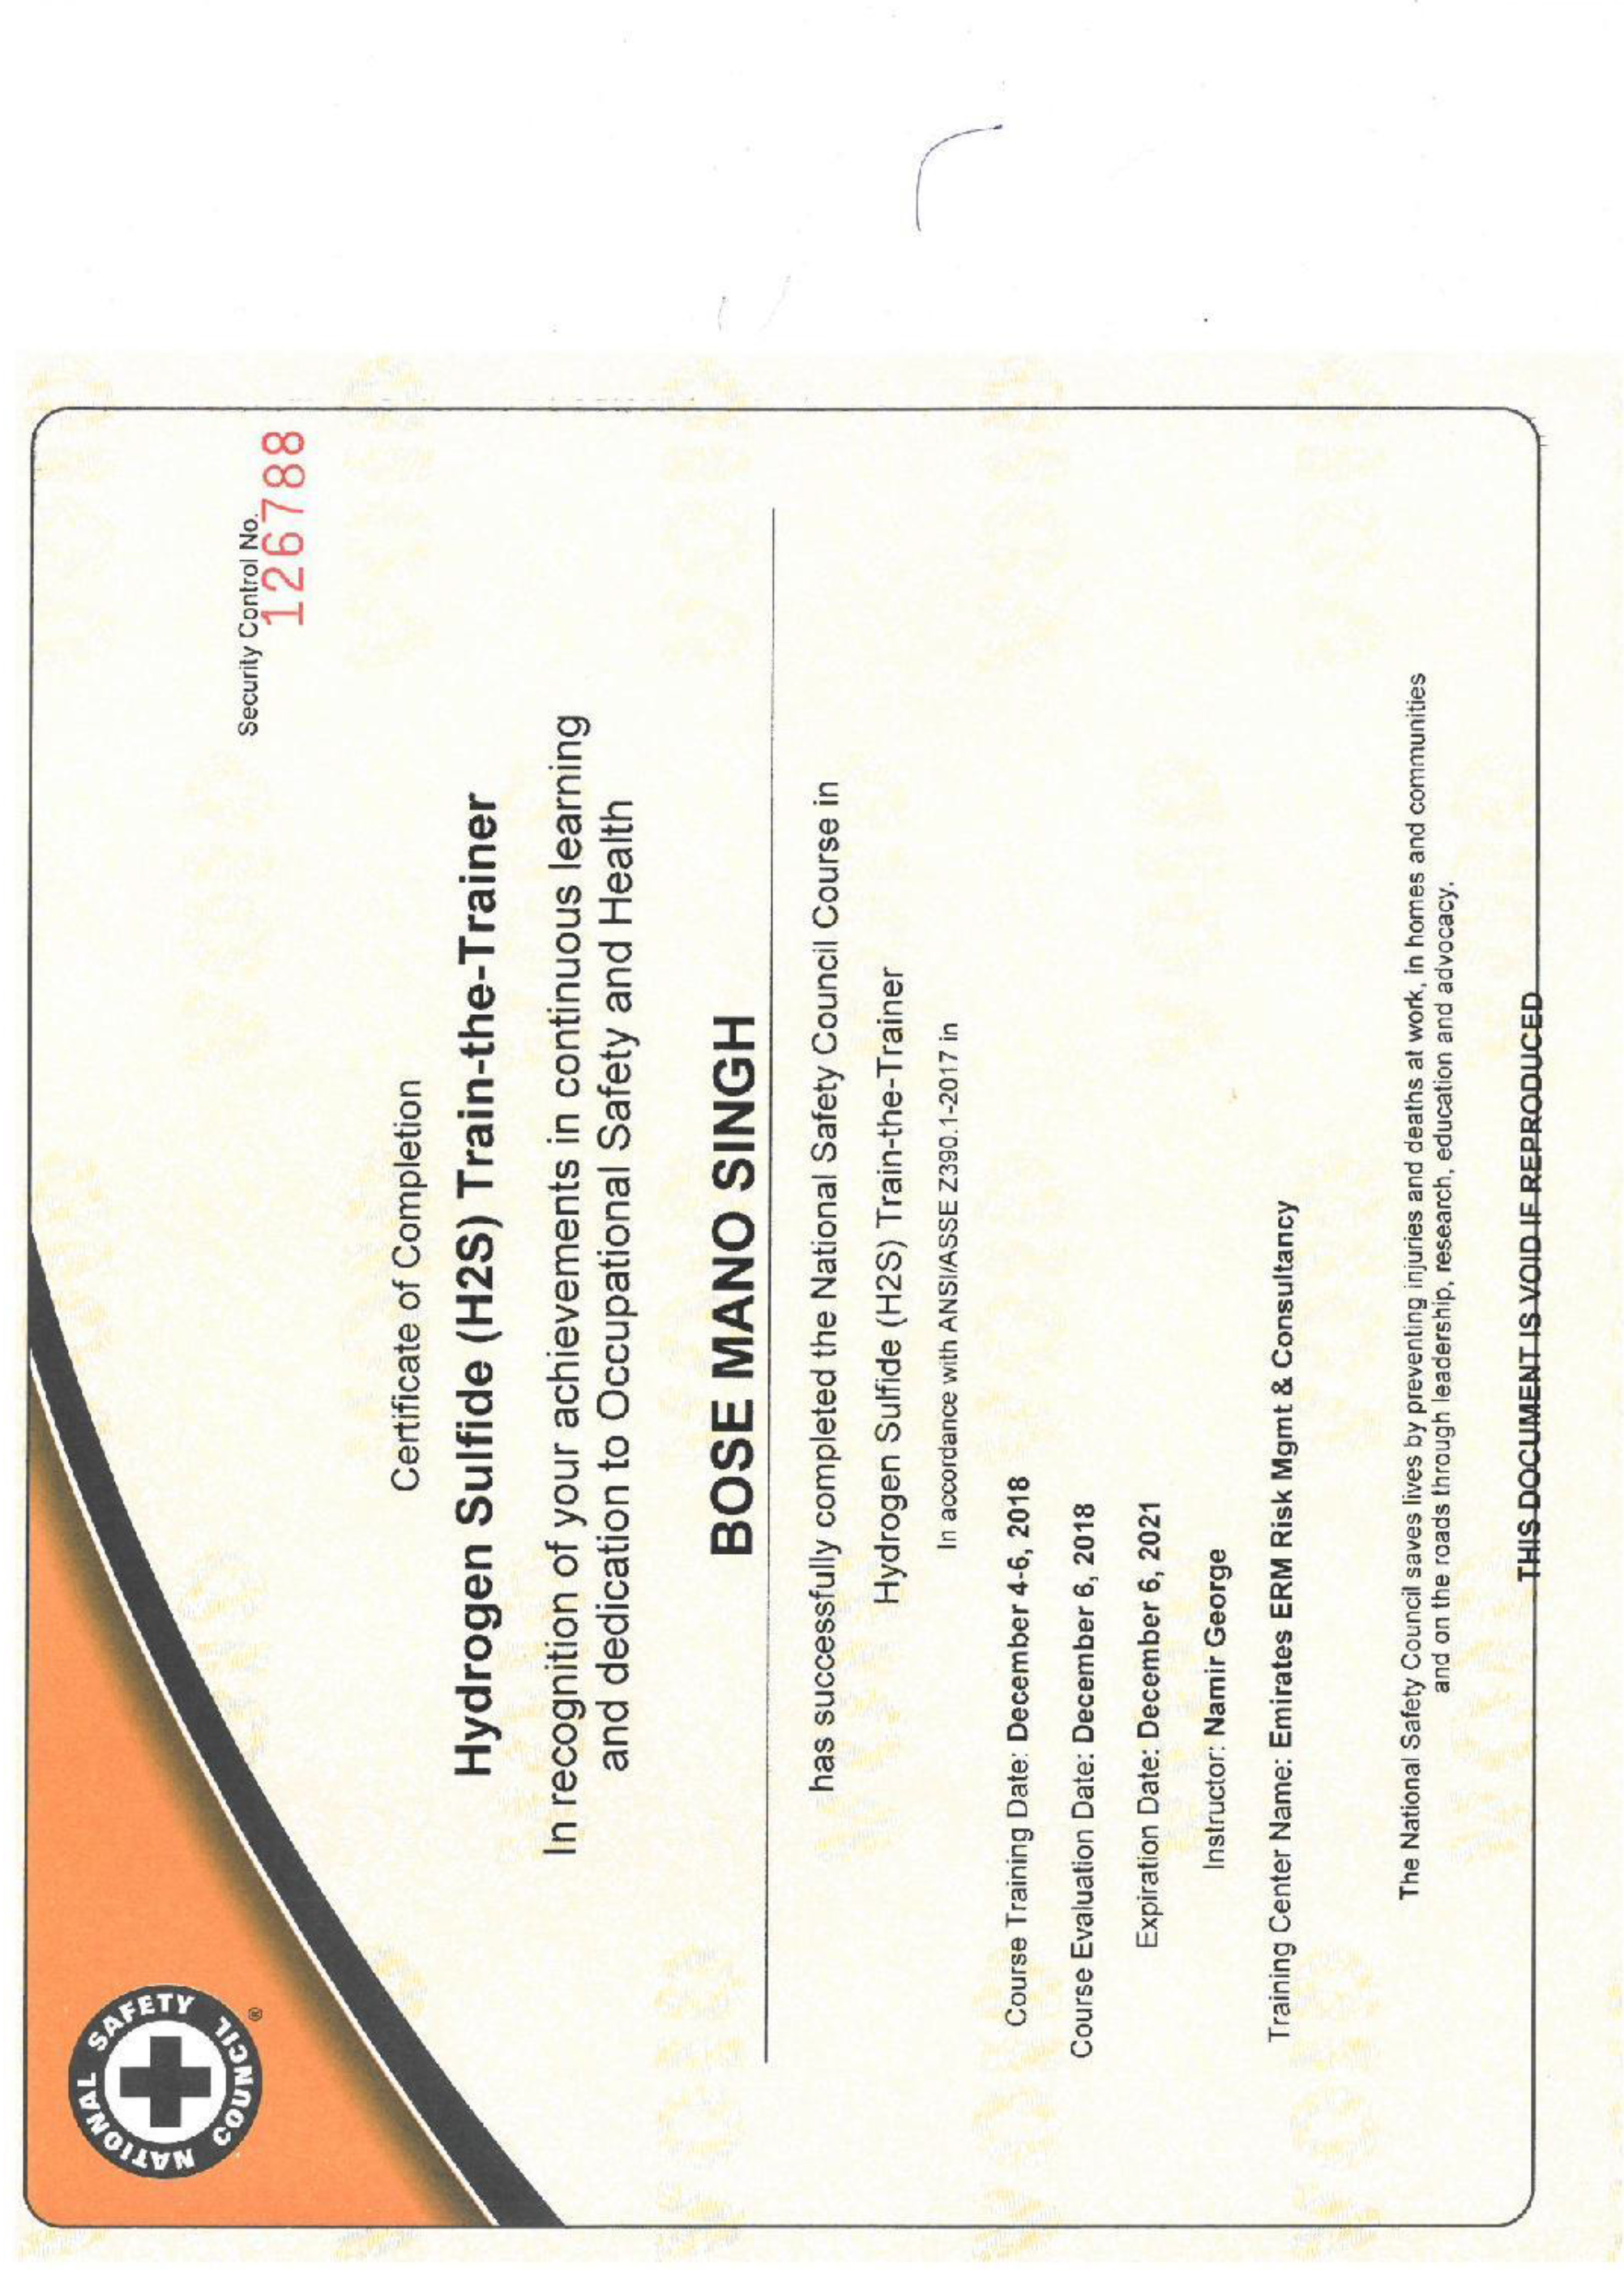 NATIONAL SAFETY COUNCIL ®
Security Control No.
126788
Certificate of Completion
Hydrogen Sulfide (H2S) Train-the-Trainer
In recognition of your achievements in continuous learning
and dedication to Occupational Safety and Health
BOSE MANO SINGH
has successfully completed the National Safety Council Course in
Hydrogen Sulfide (H2S) Train-the-Trainer
In accordance with ANSI/ASSE Z390.1-2017 in
Course Training Date: December 4-6, 2018
Course Evaluation Date: December 6, 2018
Expiration Date: December 6, 2021
Instructor: Namir George
Training Center Name: Emirates ERM Risk Mgmt & Consultancy
The National Safety Council saves lives by preventing injuries and deaths at work, in homes and communities
and on the roads through leadership, research, education and advocacy.
THIS DOCUMENT IS VOID IF REPRODUCED